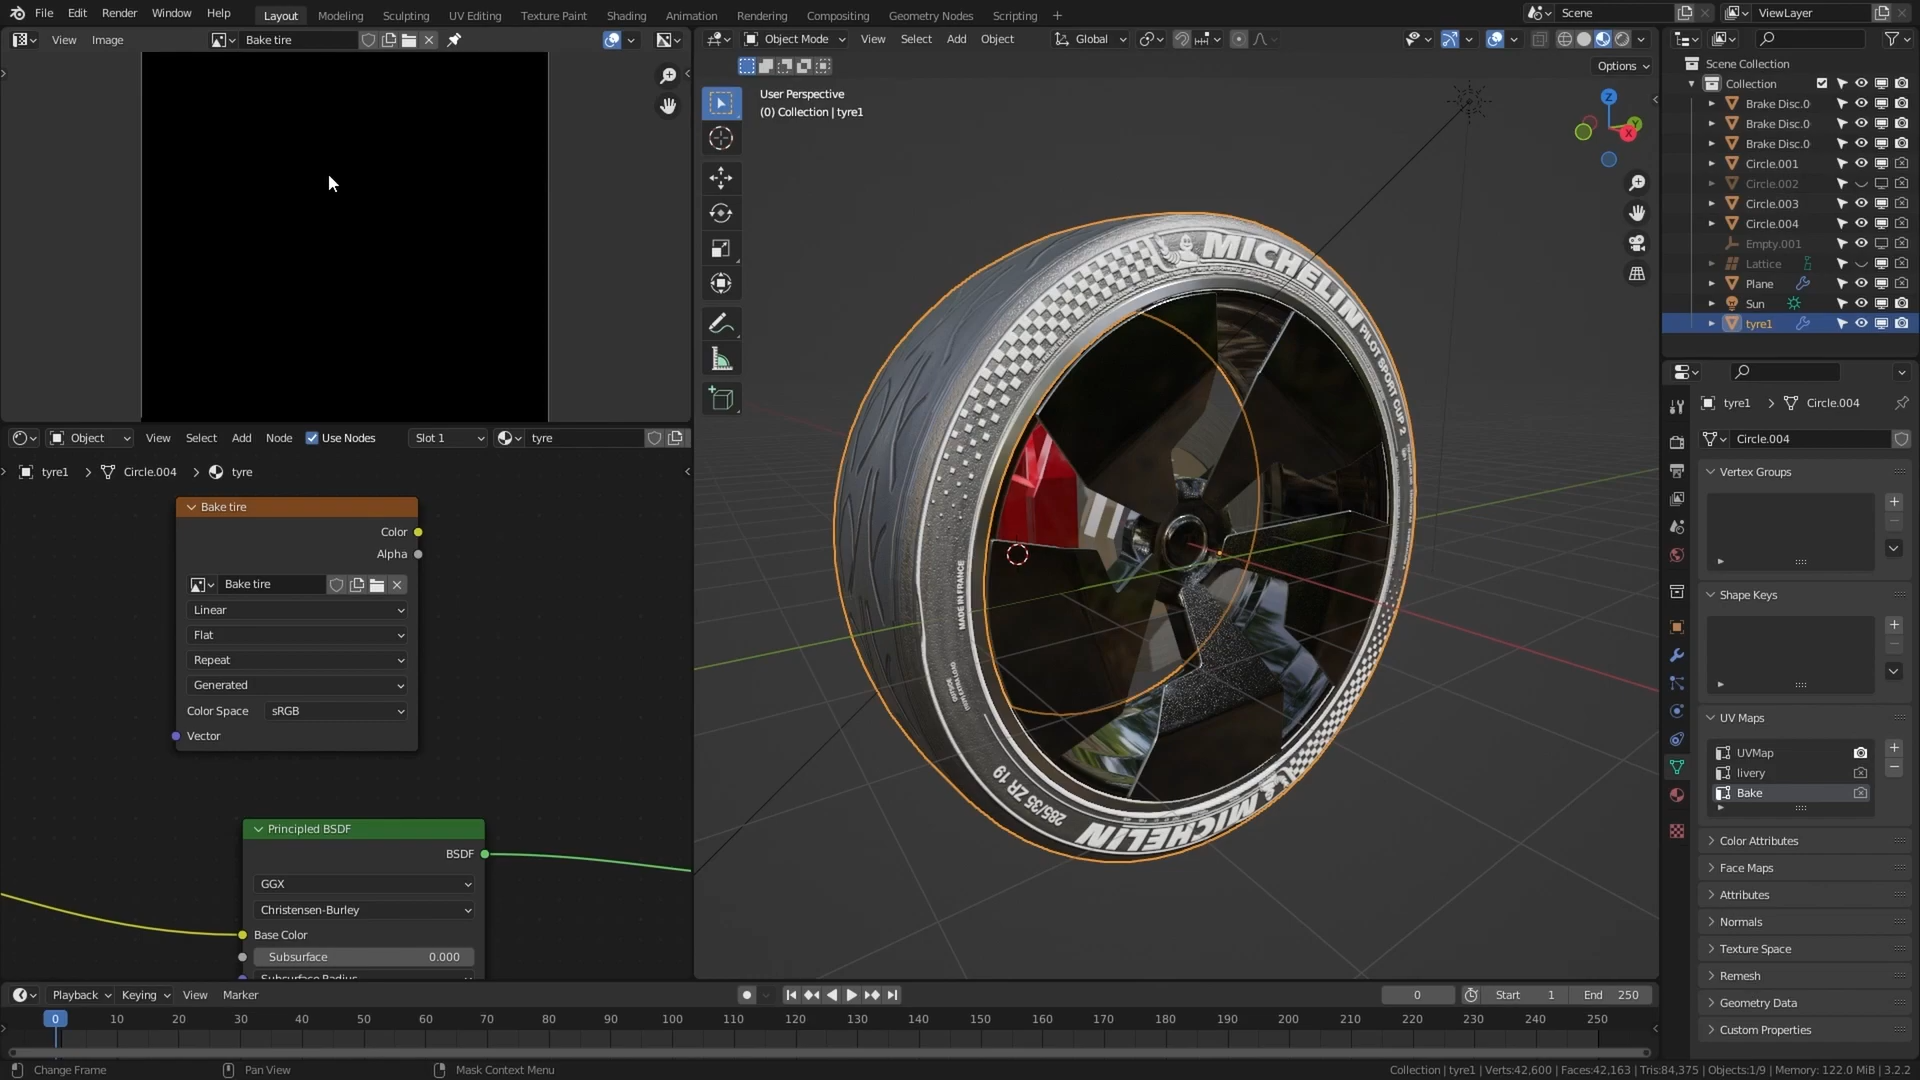 File Edit Render Window Help Layout Modeling Sculpting UV Editing Texture Paint Shading Animation Rendering Compositing Geometry Nodes Scripting + Scene ViewLayer
View Image Bake tire
Object Mode View Select Add Object Global
Options
User Perspective
(0) Collection | tyre1
Z
Y
X
MICHELIN
PILOT SPORT CUP 2
MADE IN FRANCE
285/35 ZR 19
MICHELIN
Scene Collection
Collection
Brake Disc.0
Brake Disc.0
Brake Disc.0
Circle.001
Circle.002
Circle.003
Circle.004
Empty.001
Lattice
Plane
Sun
tyre1
Object View Select Add Node Use Nodes Slot 1 tyre
tyre1 > Circle.004 > tyre
Bake tire
Color
Alpha
Bake tire
Linear
Flat
Repeat
Generated
Color Space sRGB
Vector
Principled BSDF
BSDF
GGX
Christensen-Burley
Base Color
Subsurface 0.000
Subsurface Radius
tyre1 > Circle.004
Circle.004
Vertex Groups
Shape Keys
UV Maps
UVMap
livery
Bake
Color Attributes
Face Maps
Attributes
Normals
Texture Space
Remesh
Geometry Data
Custom Properties
Playback Keying View Marker
0 Start 1 End 250
0 10 20 30 40 50 60 70 80 90 100 110 120 130 140 150 160 170 180 190 200 210 220 230 240 250
Change Frame Pan View Mask Context Menu
Collection | tyre1 | Verts:42,600 | Faces:42,163 | Tris:84,375 | Objects:1/9 | Memory: 122.0 MiB | 3.2.2